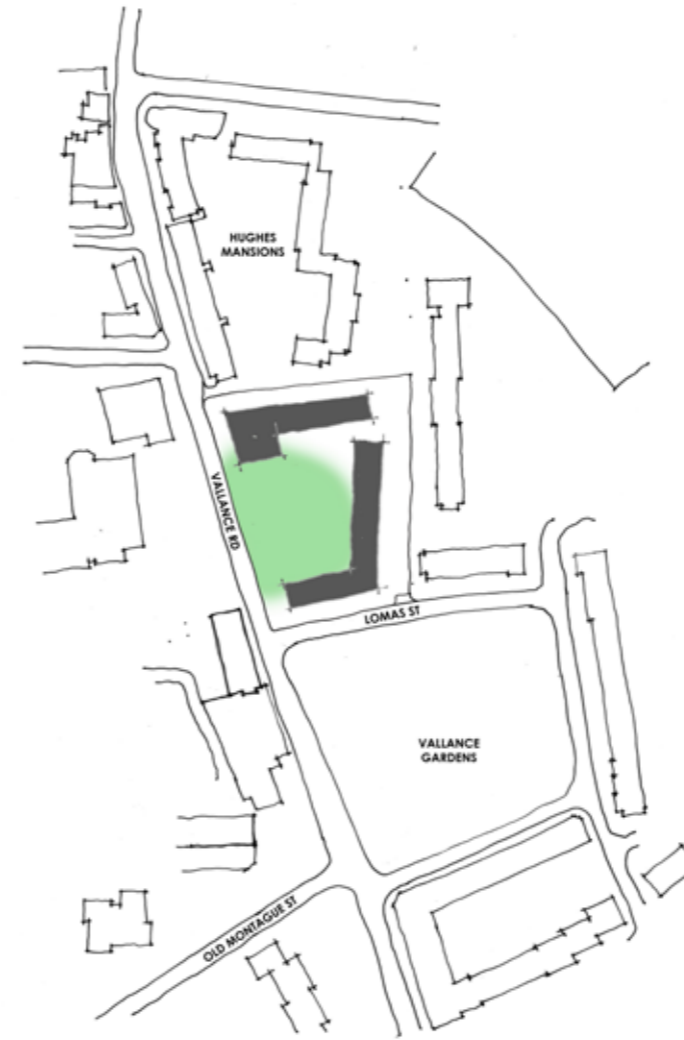 HUGHES
MANSIONS
VALLANCE RD
LOMAS ST
VALLANCE
GARDENS
OLD MONTAGUE ST